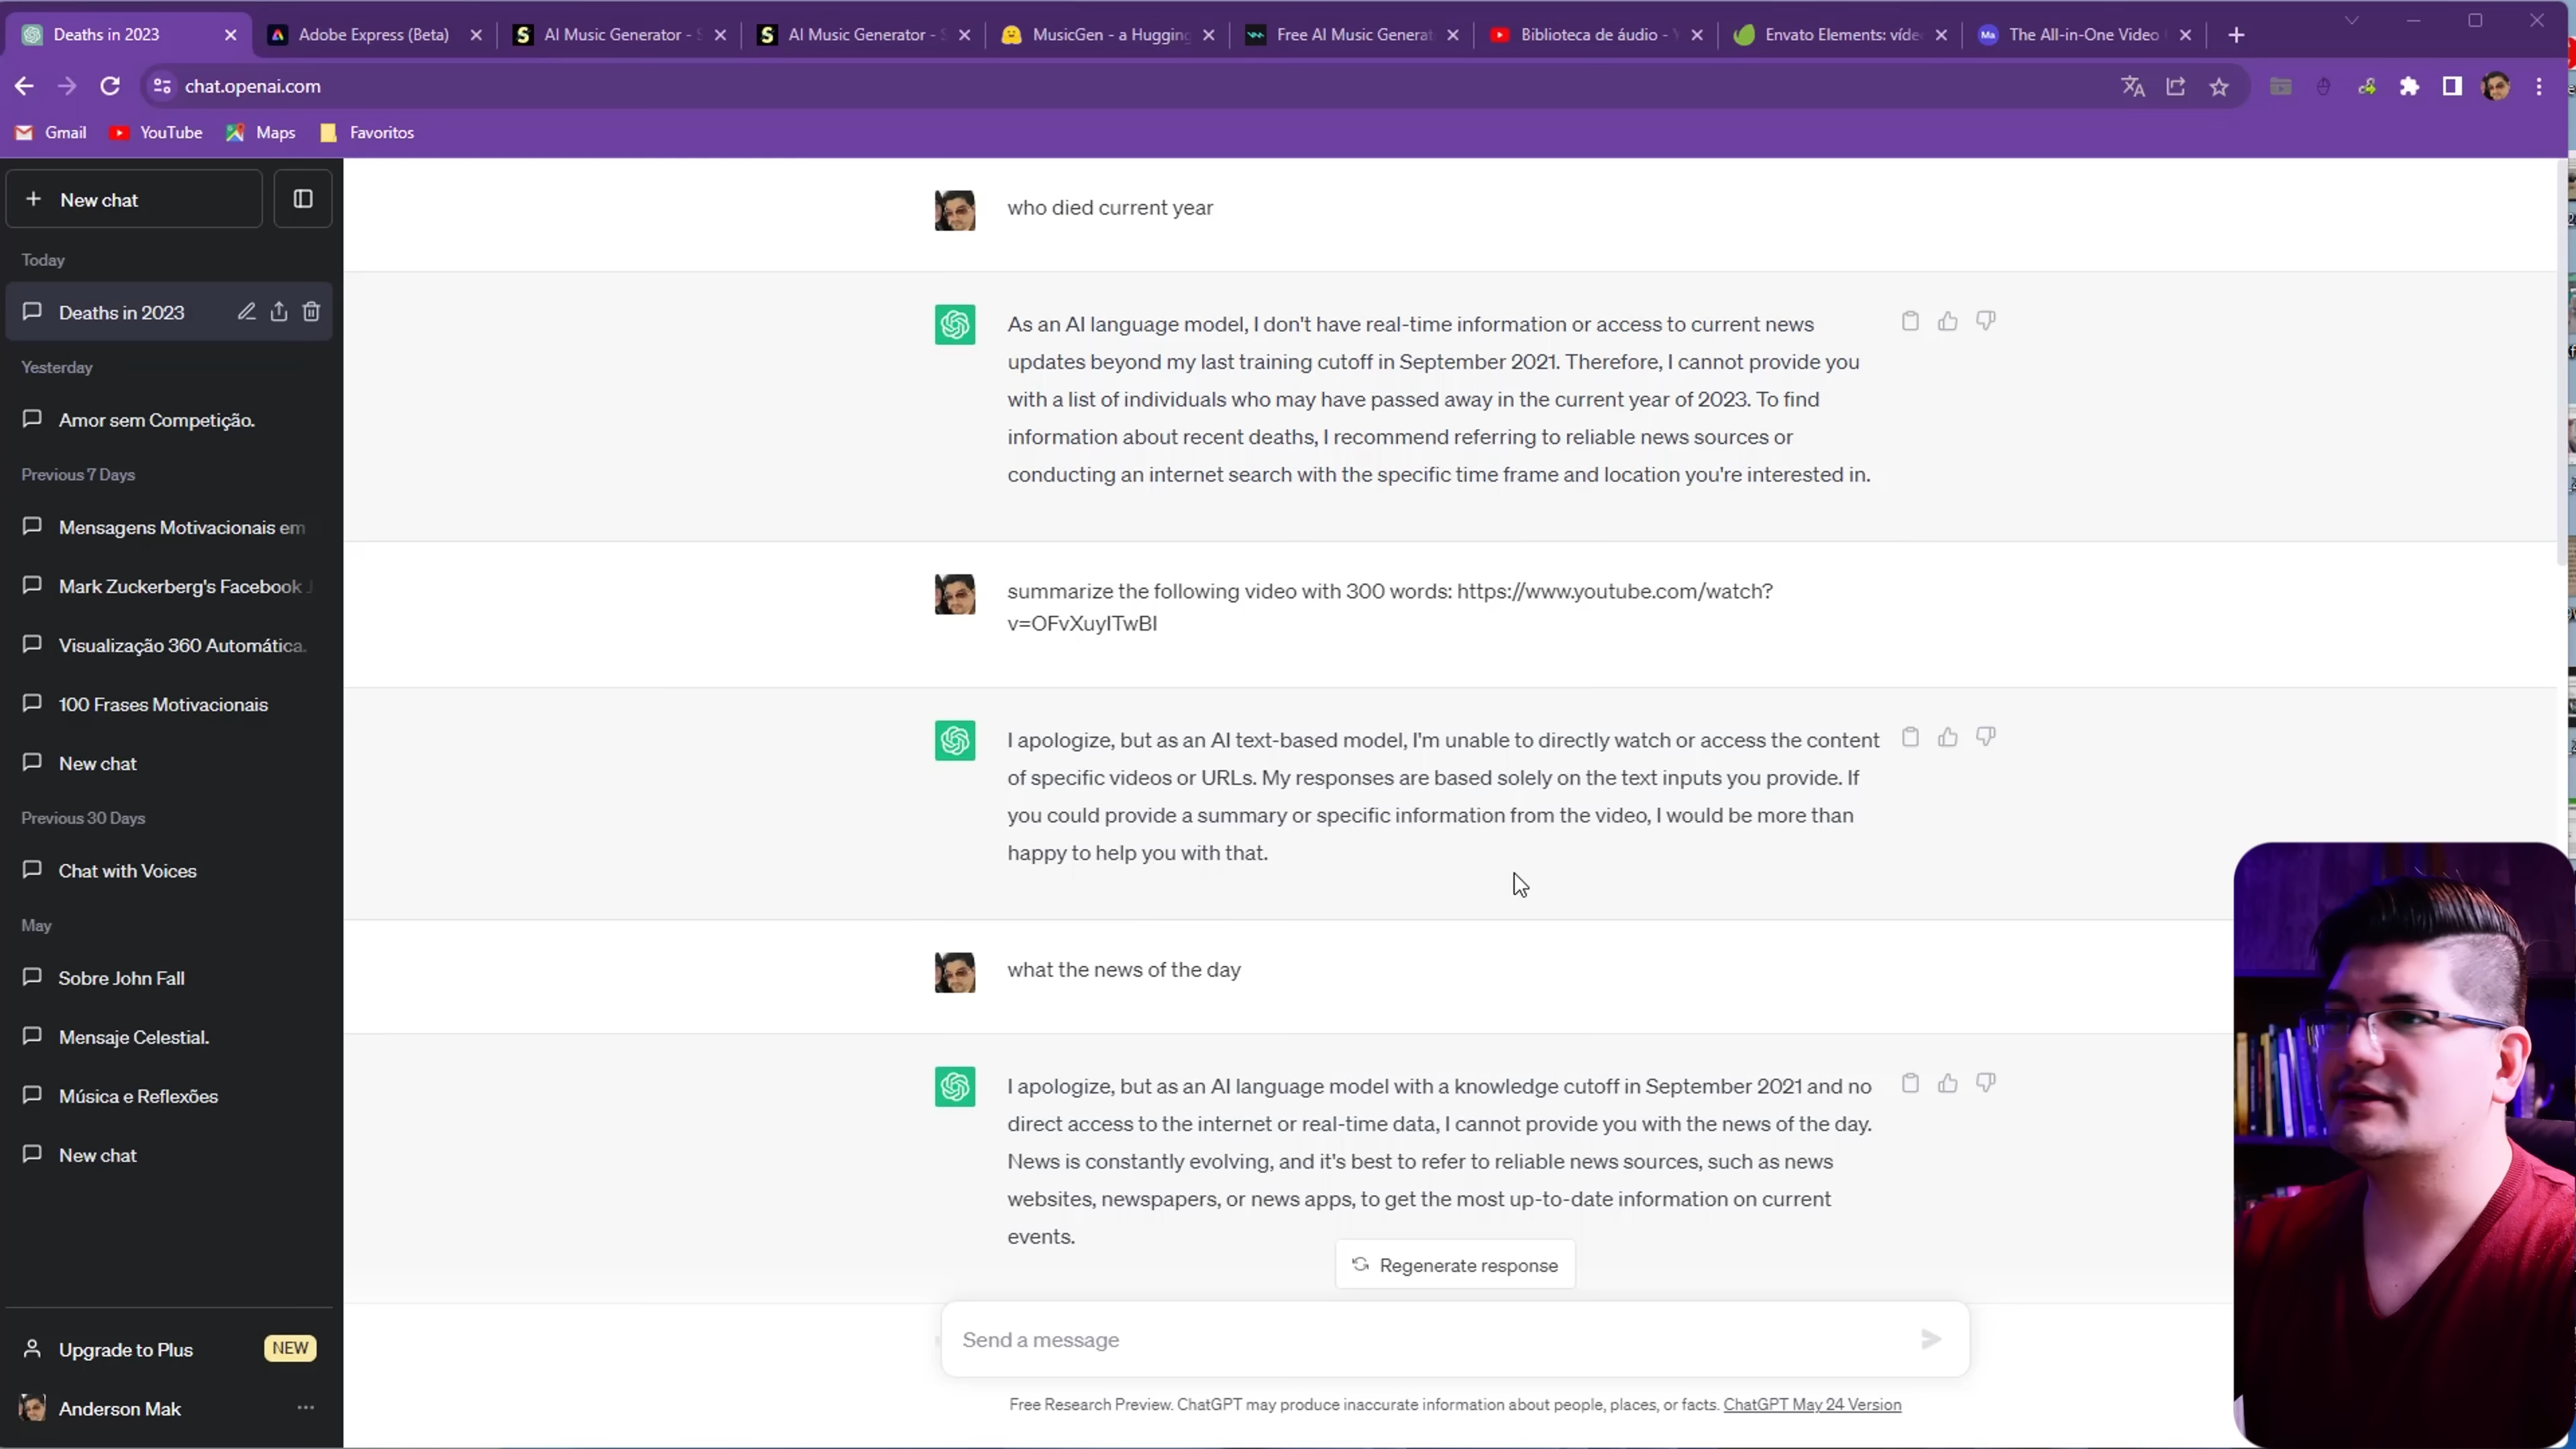 Deaths in 2023
Adobe Express (Beta)
AI Music Generator - S
AI Music Generator - S
MusicGen - a Hugging
Free AI Music Generat
Biblioteca de áudio - Y
Envato Elements: víde
Ma
The All-in-One Video
chat.openai.com
Gmail
YouTube
Maps
Favoritos
New chat
Today
Deaths in 2023
Yesterday
Amor sem Competição.
Previous 7 Days
Mensagens Motivacionais em
Mark Zuckerberg's Facebook J
Visualização 360 Automática.
100 Frases Motivacionais
New chat
Previous 30 Days
Chat with Voices
May
Sobre John Fall
Mensaje Celestial.
Música e Reflexões
New chat
Upgrade to Plus
NEW
Anderson Mak
who died current year
As an AI language model, I don't have real-time information or access to current news
updates beyond my last training cutoff in September 2021. Therefore, I cannot provide you
with a list of individuals who may have passed away in the current year of 2023. To find
information about recent deaths, I recommend referring to reliable news sources or
conducting an internet search with the specific time frame and location you're interested in.
summarize the following video with 300 words: https://www.youtube.com/watch?
v=OFvXuyITwBI
I apologize, but as an AI text-based model, I'm unable to directly watch or access the content
of specific videos or URLs. My responses are based solely on the text inputs you provide. If
you could provide a summary or specific information from the video, I would be more than
happy to help you with that.
what the news of the day
I apologize, but as an AI language model with a knowledge cutoff in September 2021 and no
direct access to the internet or real-time data, I cannot provide you with the news of the day.
News is constantly evolving, and it's best to refer to reliable news sources, such as news
websites, newspapers, or news apps, to get the most up-to-date information on current
events.
Regenerate response
Send a message
Free Research Preview. ChatGPT may produce inaccurate information about people, places, or facts. ChatGPT May 24 Version